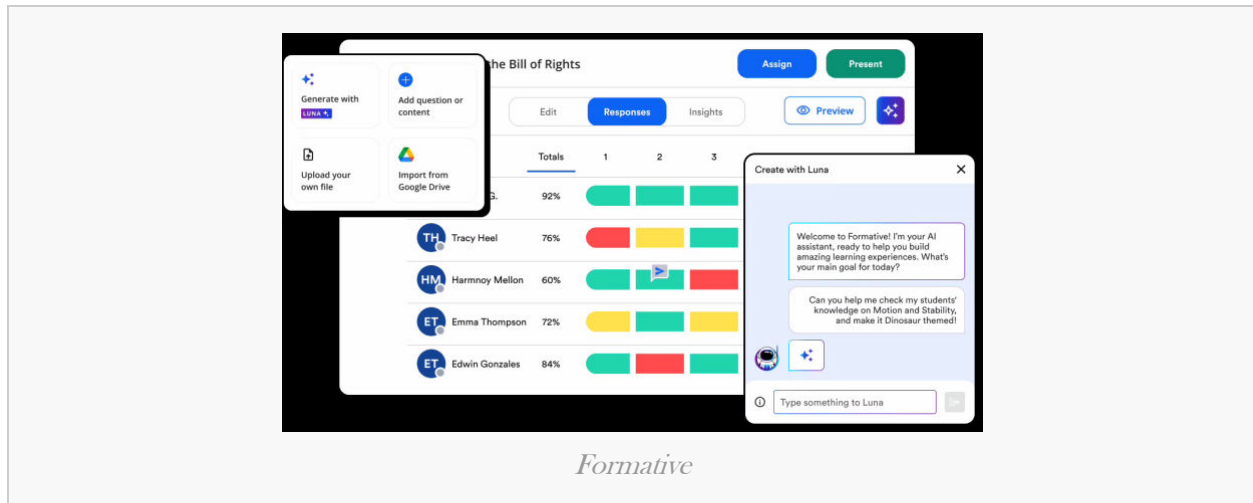 the Bill of Rights
Assign
Present
Generate with
LUNA
Add question or
content
Upload your
own file
Import from
Google Drive
Edit
Responses
Insights
Preview
Totals
1
2
3
G.
92%
TH
Tracy Heel
76%
HM
Harmnoy Mellon
60%
ET
Emma Thompson
72%
ET
Edwin Gonzales
84%
Create with Luna
Welcome to Formative! I'm your AI
assistant, ready to help you build
amazing learning experiences. What's
your main goal for today?
Can you help me check my students'
knowledge on Motion and Stability,
and make it Dinosaur themed!
Type something to Luna
Formative